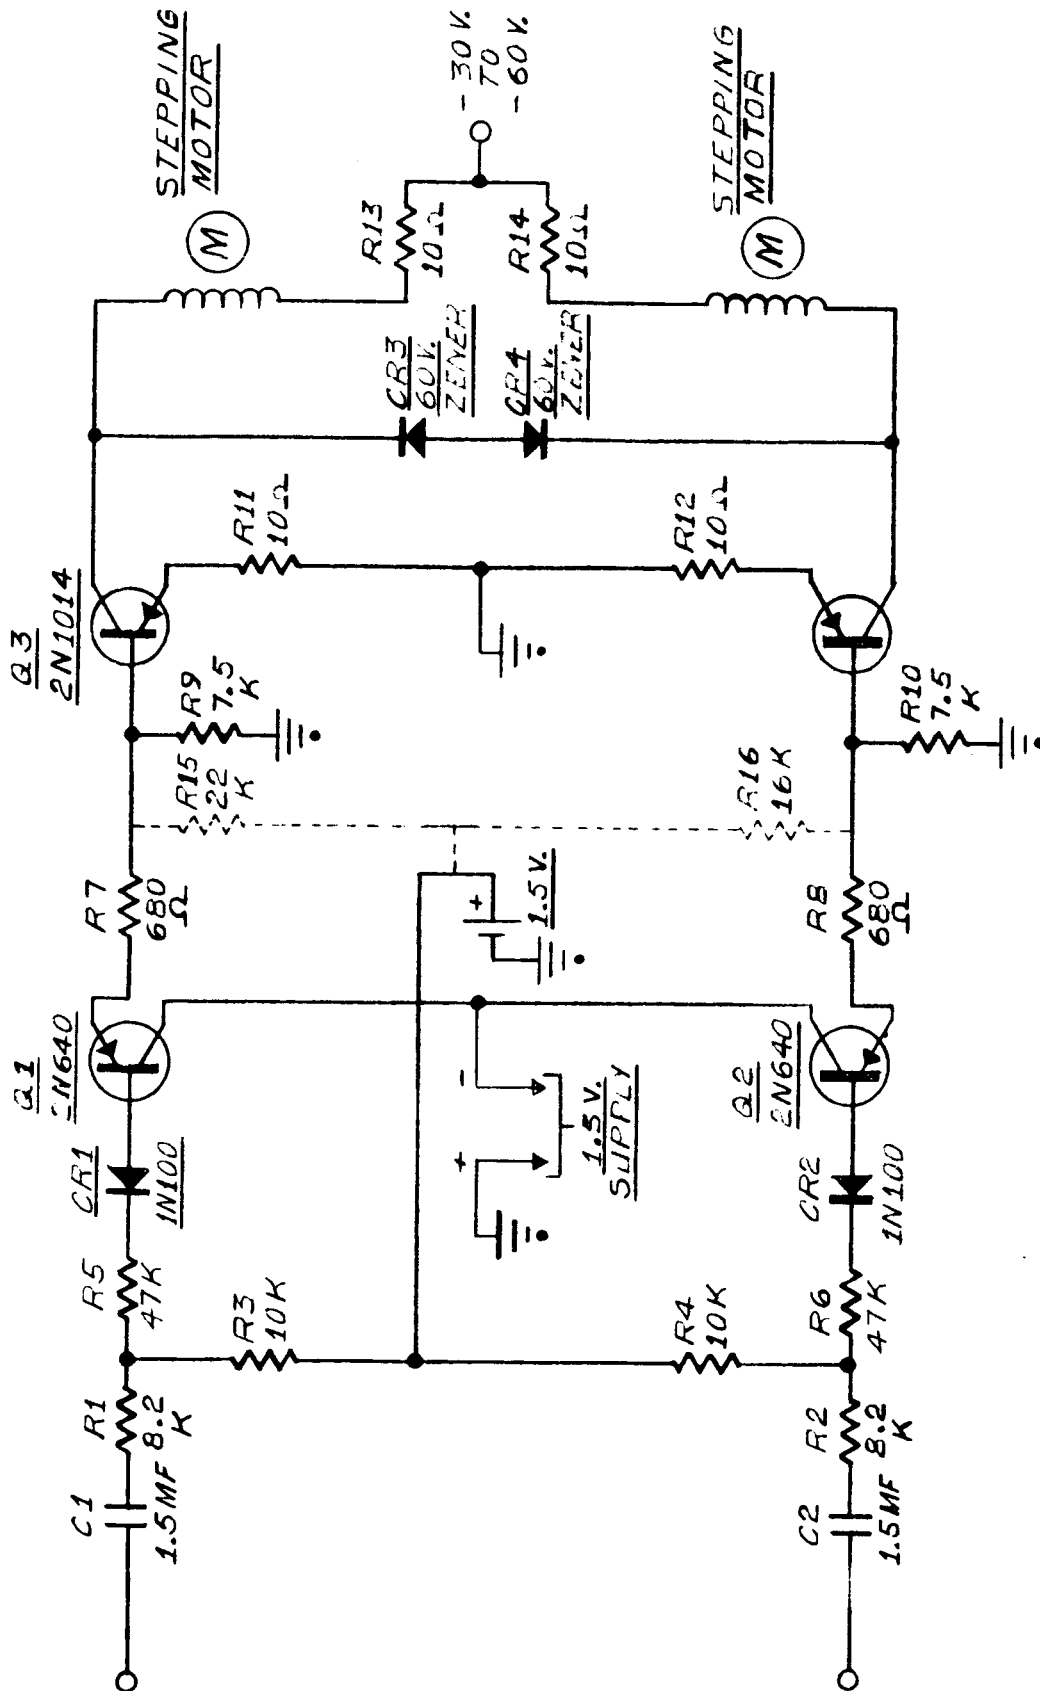 STEPPING
MOTOR
M
- 30 V.
TO
- 60 V.
STEPPING
MOTOR
M
R13
10Ω
R14
10Ω
CR3
60V.
ZENER
CR4
60V.
ZENER
R11
10Ω
R12
10Ω
Q3
2N1014
R9
7.5
K
R10
7.5
K
R15
22
K
R16
16K
R7
680
Ω
+
1.5 V.
R8
680
Ω
Q1
2N640
- +
1.5 V.
SUPPLY
Q2
2N640
CR1
1N100
CR2
1N100
R5
47K
R3
10K
R4
10K
R6
47K
R1
8.2
K
R2
8.2
K
C1
1.5MF
C2
1.5MF